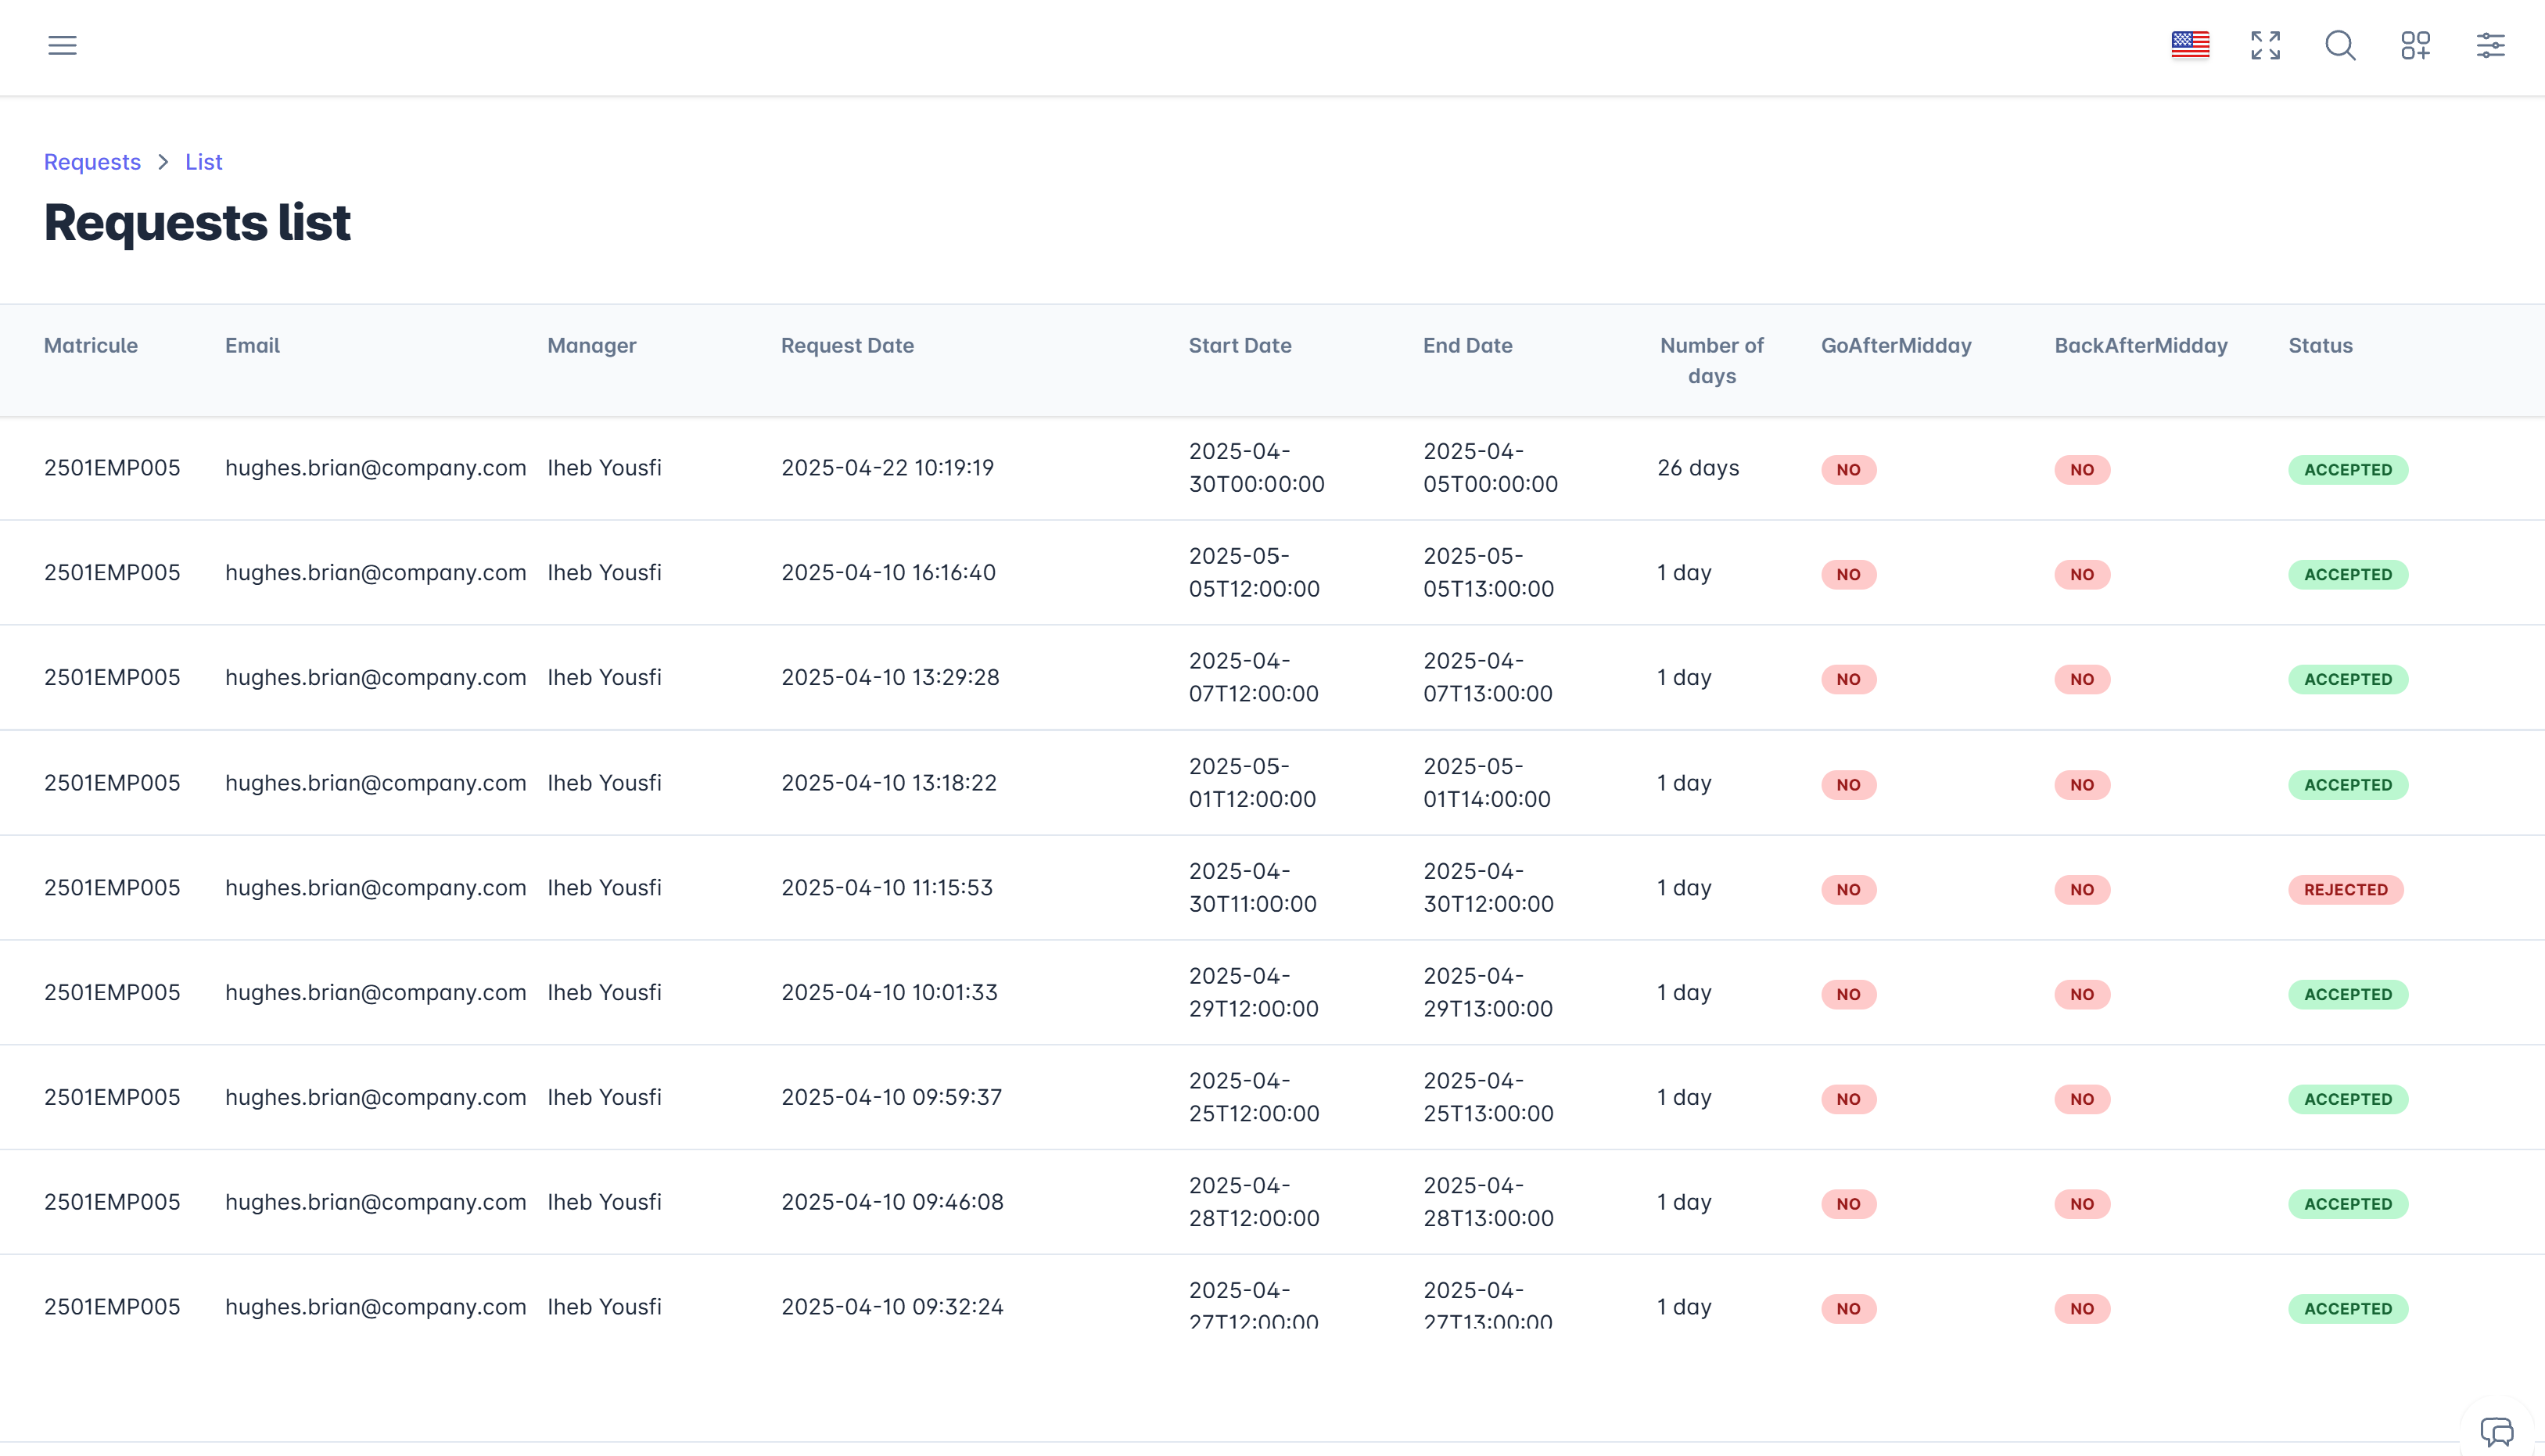 Requests > List
Requests list
Matricule Email Manager Request Date Start Date End Date Number of days GoAfterMidday BackAfterMidday Status
2501EMP005 hughes.brian@company.com Iheb Yousfi 2025-04-22 10:19:19 2025-04-30T00:00:00 2025-04-05T00:00:00 26 days NO NO ACCEPTED
2501EMP005 hughes.brian@company.com Iheb Yousfi 2025-04-10 16:16:40 2025-05-05T12:00:00 2025-05-05T13:00:00 1 day NO NO ACCEPTED
2501EMP005 hughes.brian@company.com Iheb Yousfi 2025-04-10 13:29:28 2025-04-07T12:00:00 2025-04-07T13:00:00 1 day NO NO ACCEPTED
2501EMP005 hughes.brian@company.com Iheb Yousfi 2025-04-10 13:18:22 2025-05-01T12:00:00 2025-05-01T14:00:00 1 day NO NO ACCEPTED
2501EMP005 hughes.brian@company.com Iheb Yousfi 2025-04-10 11:15:53 2025-04-30T11:00:00 2025-04-30T12:00:00 1 day NO NO REJECTED
2501EMP005 hughes.brian@company.com Iheb Yousfi 2025-04-10 10:01:33 2025-04-29T12:00:00 2025-04-29T13:00:00 1 day NO NO ACCEPTED
2501EMP005 hughes.brian@company.com Iheb Yousfi 2025-04-10 09:59:37 2025-04-25T12:00:00 2025-04-25T13:00:00 1 day NO NO ACCEPTED
2501EMP005 hughes.brian@company.com Iheb Yousfi 2025-04-10 09:46:08 2025-04-28T12:00:00 2025-04-28T13:00:00 1 day NO NO ACCEPTED
2501EMP005 hughes.brian@company.com Iheb Yousfi 2025-04-10 09:32:24 2025-04-27T12:00:00 2025-04-27T13:00:00 1 day NO NO ACCEPTED